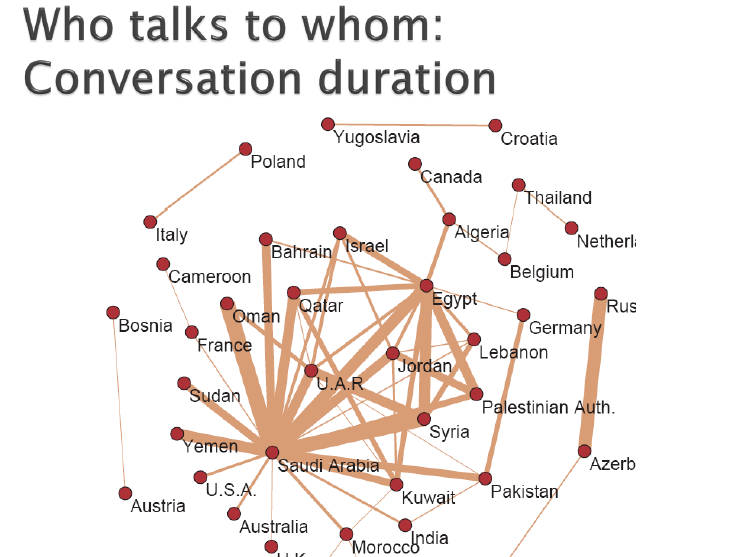 Who talks to whom:
Conversation duration
Yugoslavia
Croatia
Poland
Canada
Thailand
Italy
Algeria
Netherl
Bahrain
Israel
Belgium
Cameroon
Egypt
Qatar
Rus
Oman
Bosnia
Germany
France
Lebanon
Jordan
U.A.R
Sudan
Palestinian Auth.
Syria
Yemen
Saudi Arabia
Azerb
U.S.A.
Kuwait
Pakistan
Austria
Australia
India
Morocco